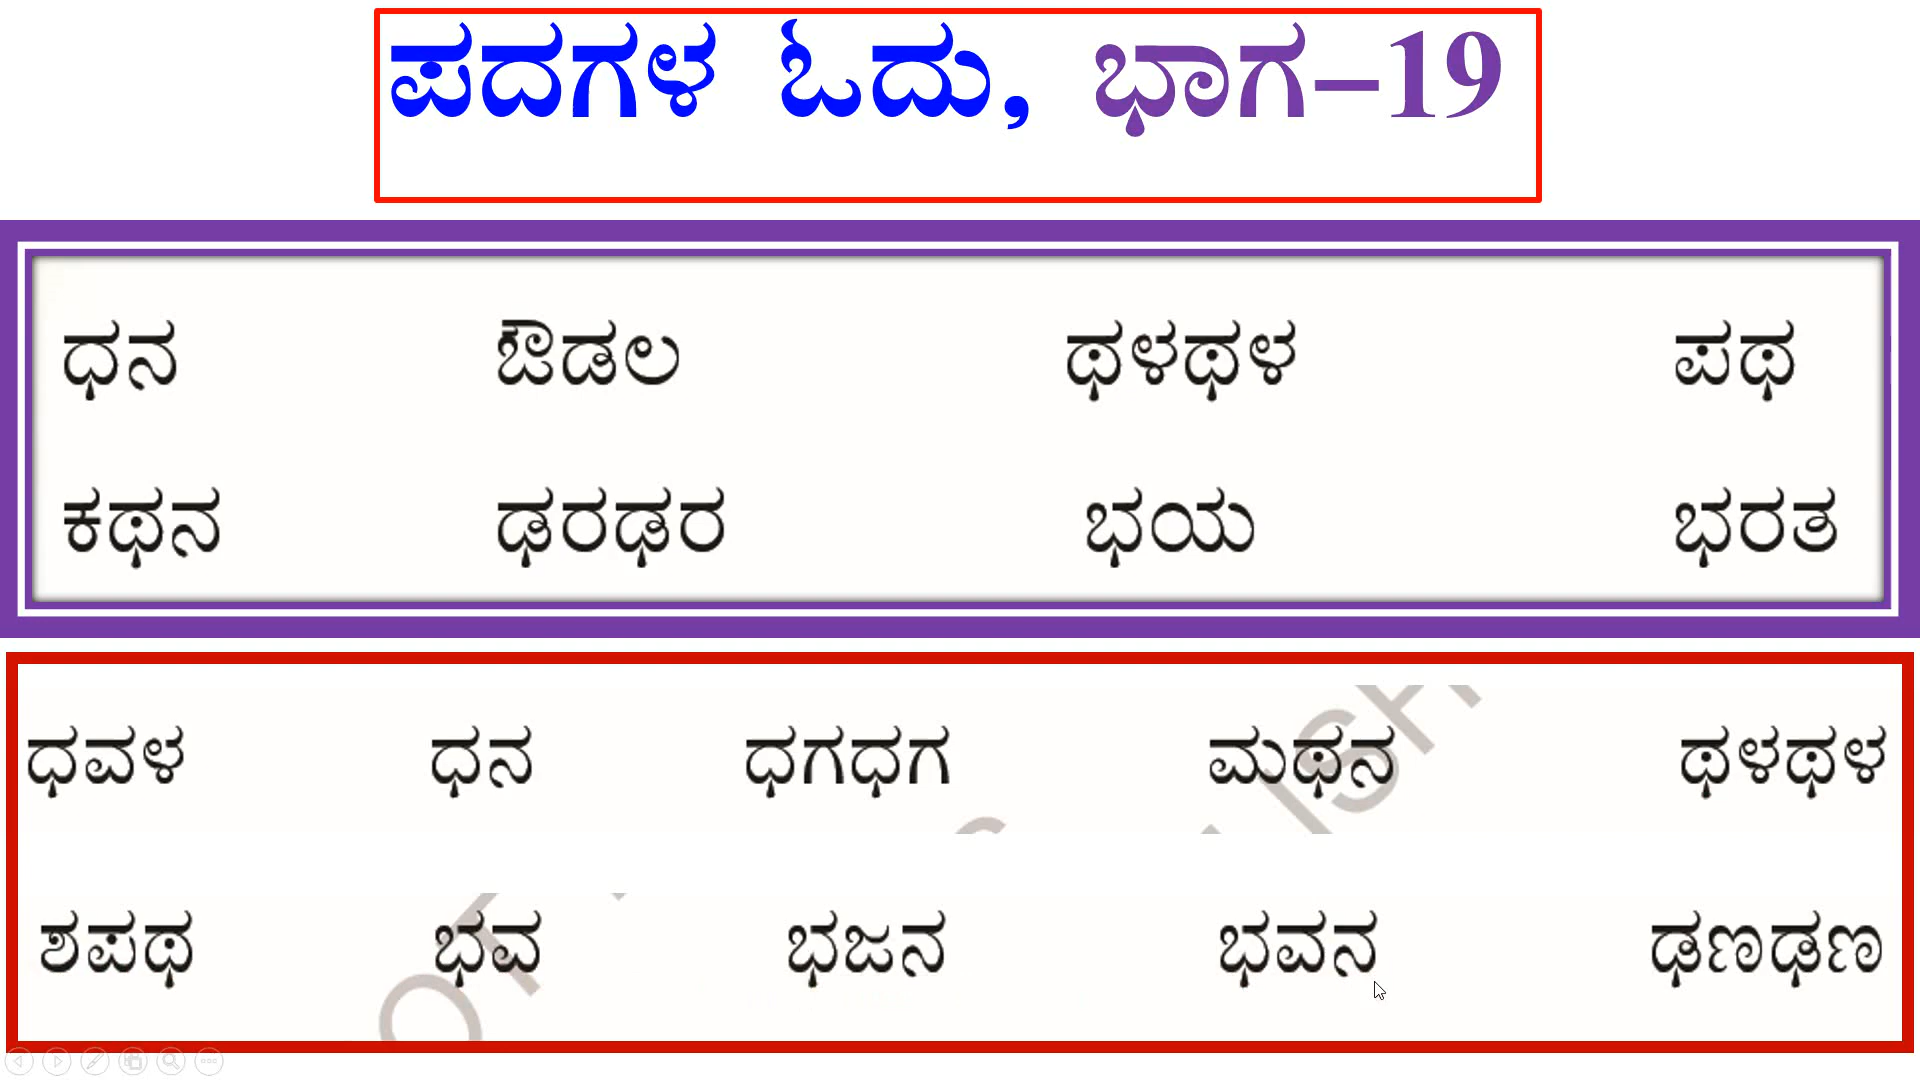 ಪದಗಳ ಓದು, ಭಾಗ–19
ಧನ ಔಡಲ ಥಳಥಳ ಪಥ
ಕಥನ ಢರಢರ ಭಯ ಭರತ
ಧವಳ ಧನ ಧಗಧಗ ಮಥನ ಥಳಥಳ
ಶಪಥ ಭವ ಭಜನ ಭವನ ಢಣಢಣ